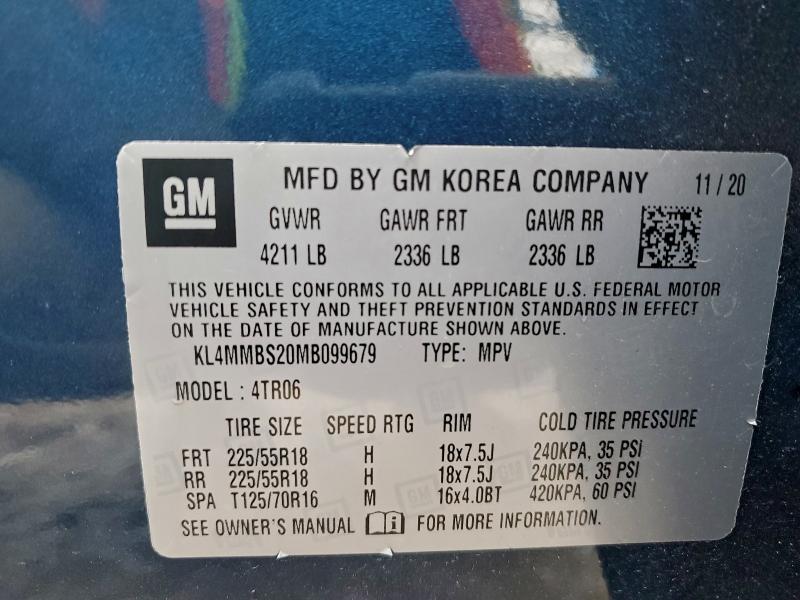 GM MFD BY GM KOREA COMPANY 11 / 20
GVWR GAWR FRT GAWR RR
4211 LB 2336 LB 2336 LB
THIS VEHICLE CONFORMS TO ALL APPLICABLE U.S. FEDERAL MOTOR
VEHICLE SAFETY AND THEFT PREVENTION STANDARDS IN EFFECT
ON THE DATE OF MANUFACTURE SHOWN ABOVE.
KL4MMBS20MB099679 TYPE: MPV
MODEL : 4TR06
TIRE SIZE SPEED RTG RIM COLD TIRE PRESSURE
FRT 225/55R18 H 18x7.5J 240KPA, 35 PSI
RR 225/55R18 H 18x7.5J 240KPA, 35 PSI
SPA T125/70R16 M 16x4.0BT 420KPA, 60 PSI
SEE OWNER'S MANUAL FOR MORE INFORMATION.